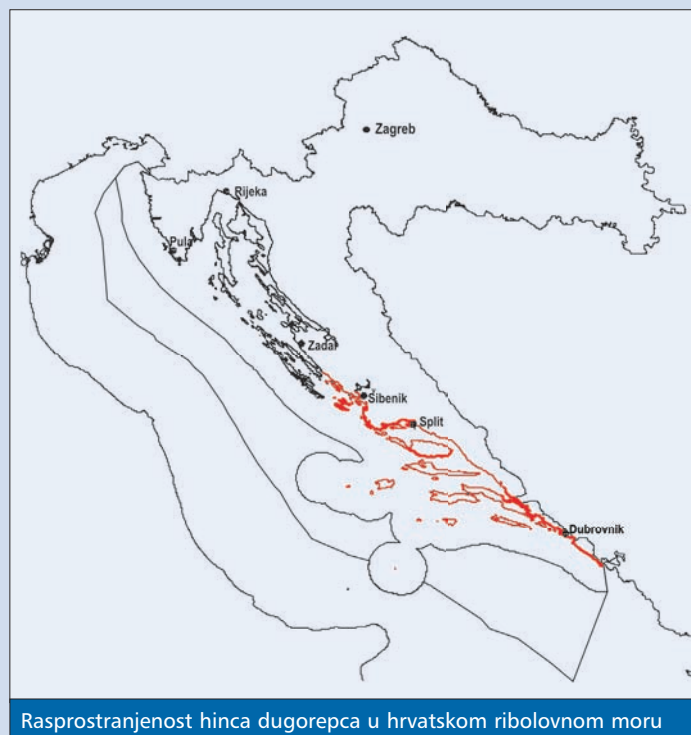 Zagreb
Rijeka
Pula
Zadar
Šibenik
Split
Dubrovnik
Rasprostranjenost hinca dugorepca u hrvatskom ribolovnom moru